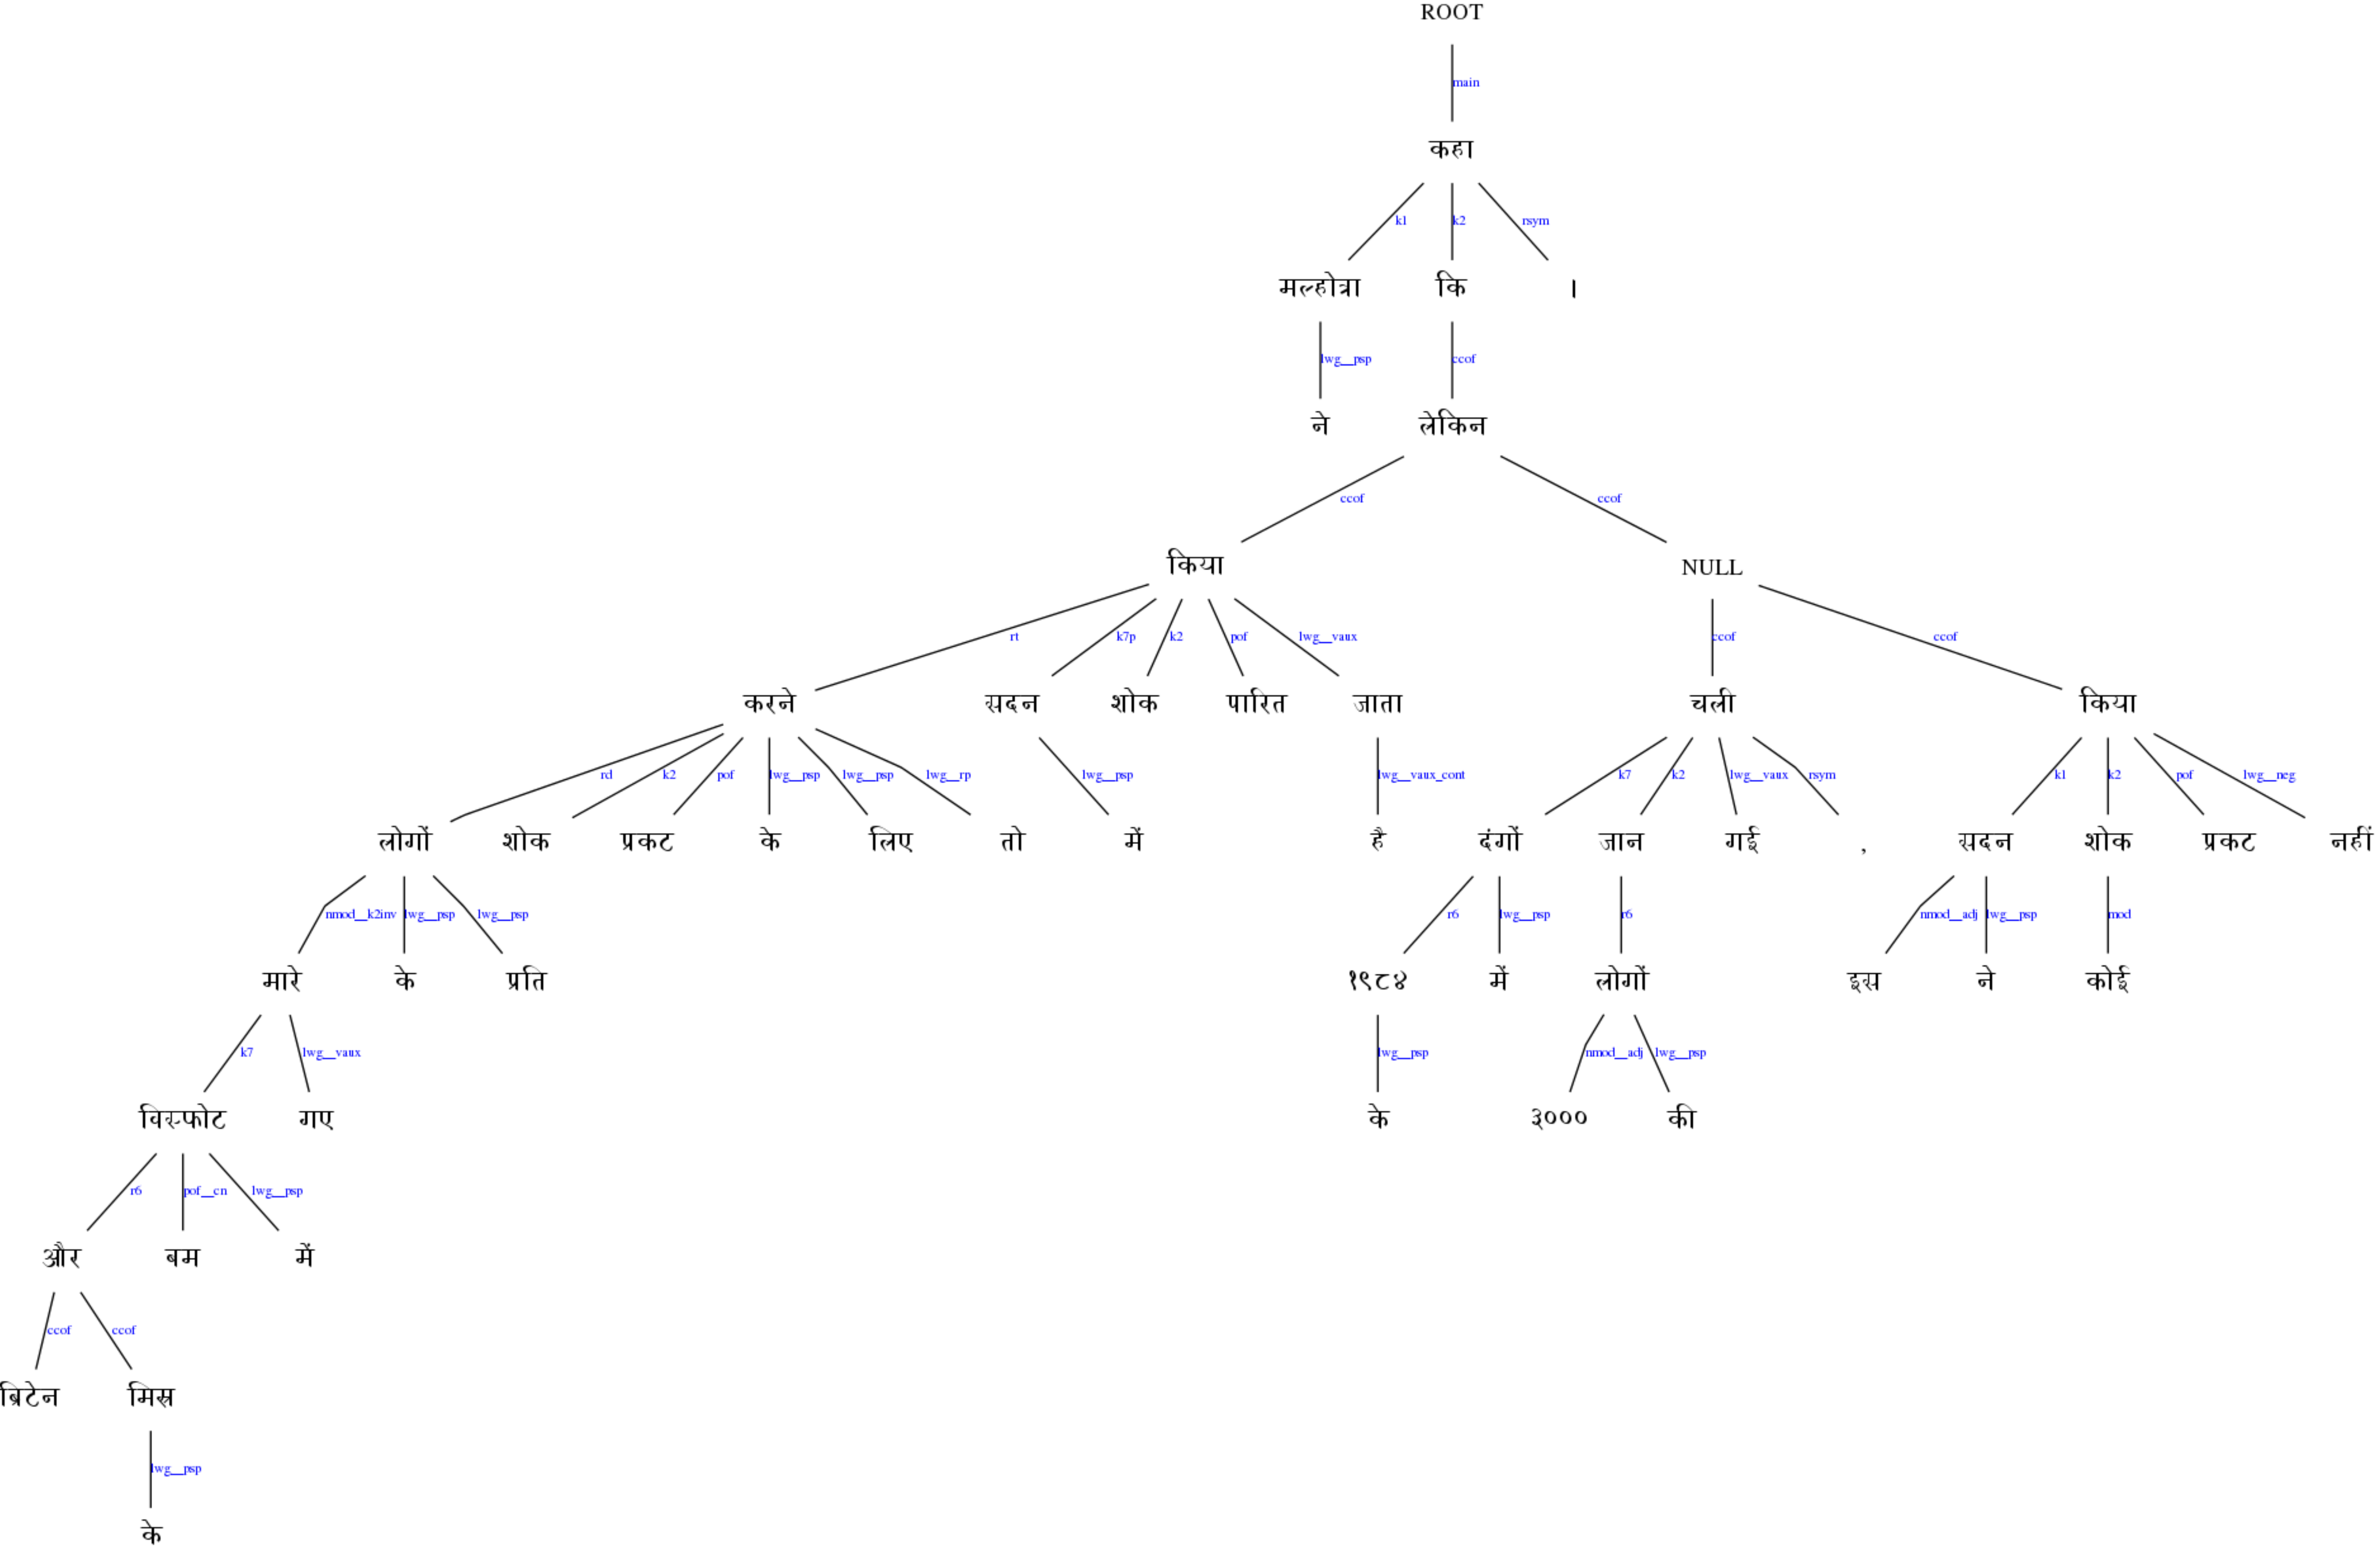 ROOT
main
कहा
k1 k2 rsym
मल्होत्रा कि ।
lwg__psp ccof
ने लेकिन
ccof ccof
किया NULL
rt k7p k2 pof lwg__vaux ccof ccof
करने सदन शोक पारित जाता चली किया
rd k2 pof lwg__psp lwg__psp lwg__rp lwg__psp lwg__vaux_cont k7 k2 lwg__vaux rsym k1 k2 pof lwg__neg
लोगों शोक प्रकट के लिए तो में है दंगों जान गई , सदन शोक प्रकट नहीं
nmod__k2inv lwg__psp lwg__psp r6 lwg__psp r6 nmod__adj lwg__psp mod
मारे के प्रति १९८४ में लोगों इस ने कोई
k7 lwg__vaux lwg__psp nmod__adj lwg__psp
विस्फोट गए के ३००० की
r6 pof__cn lwg__psp
और बम में
ccof ccof
ब्रिटेन मिस्र
lwg__psp
के